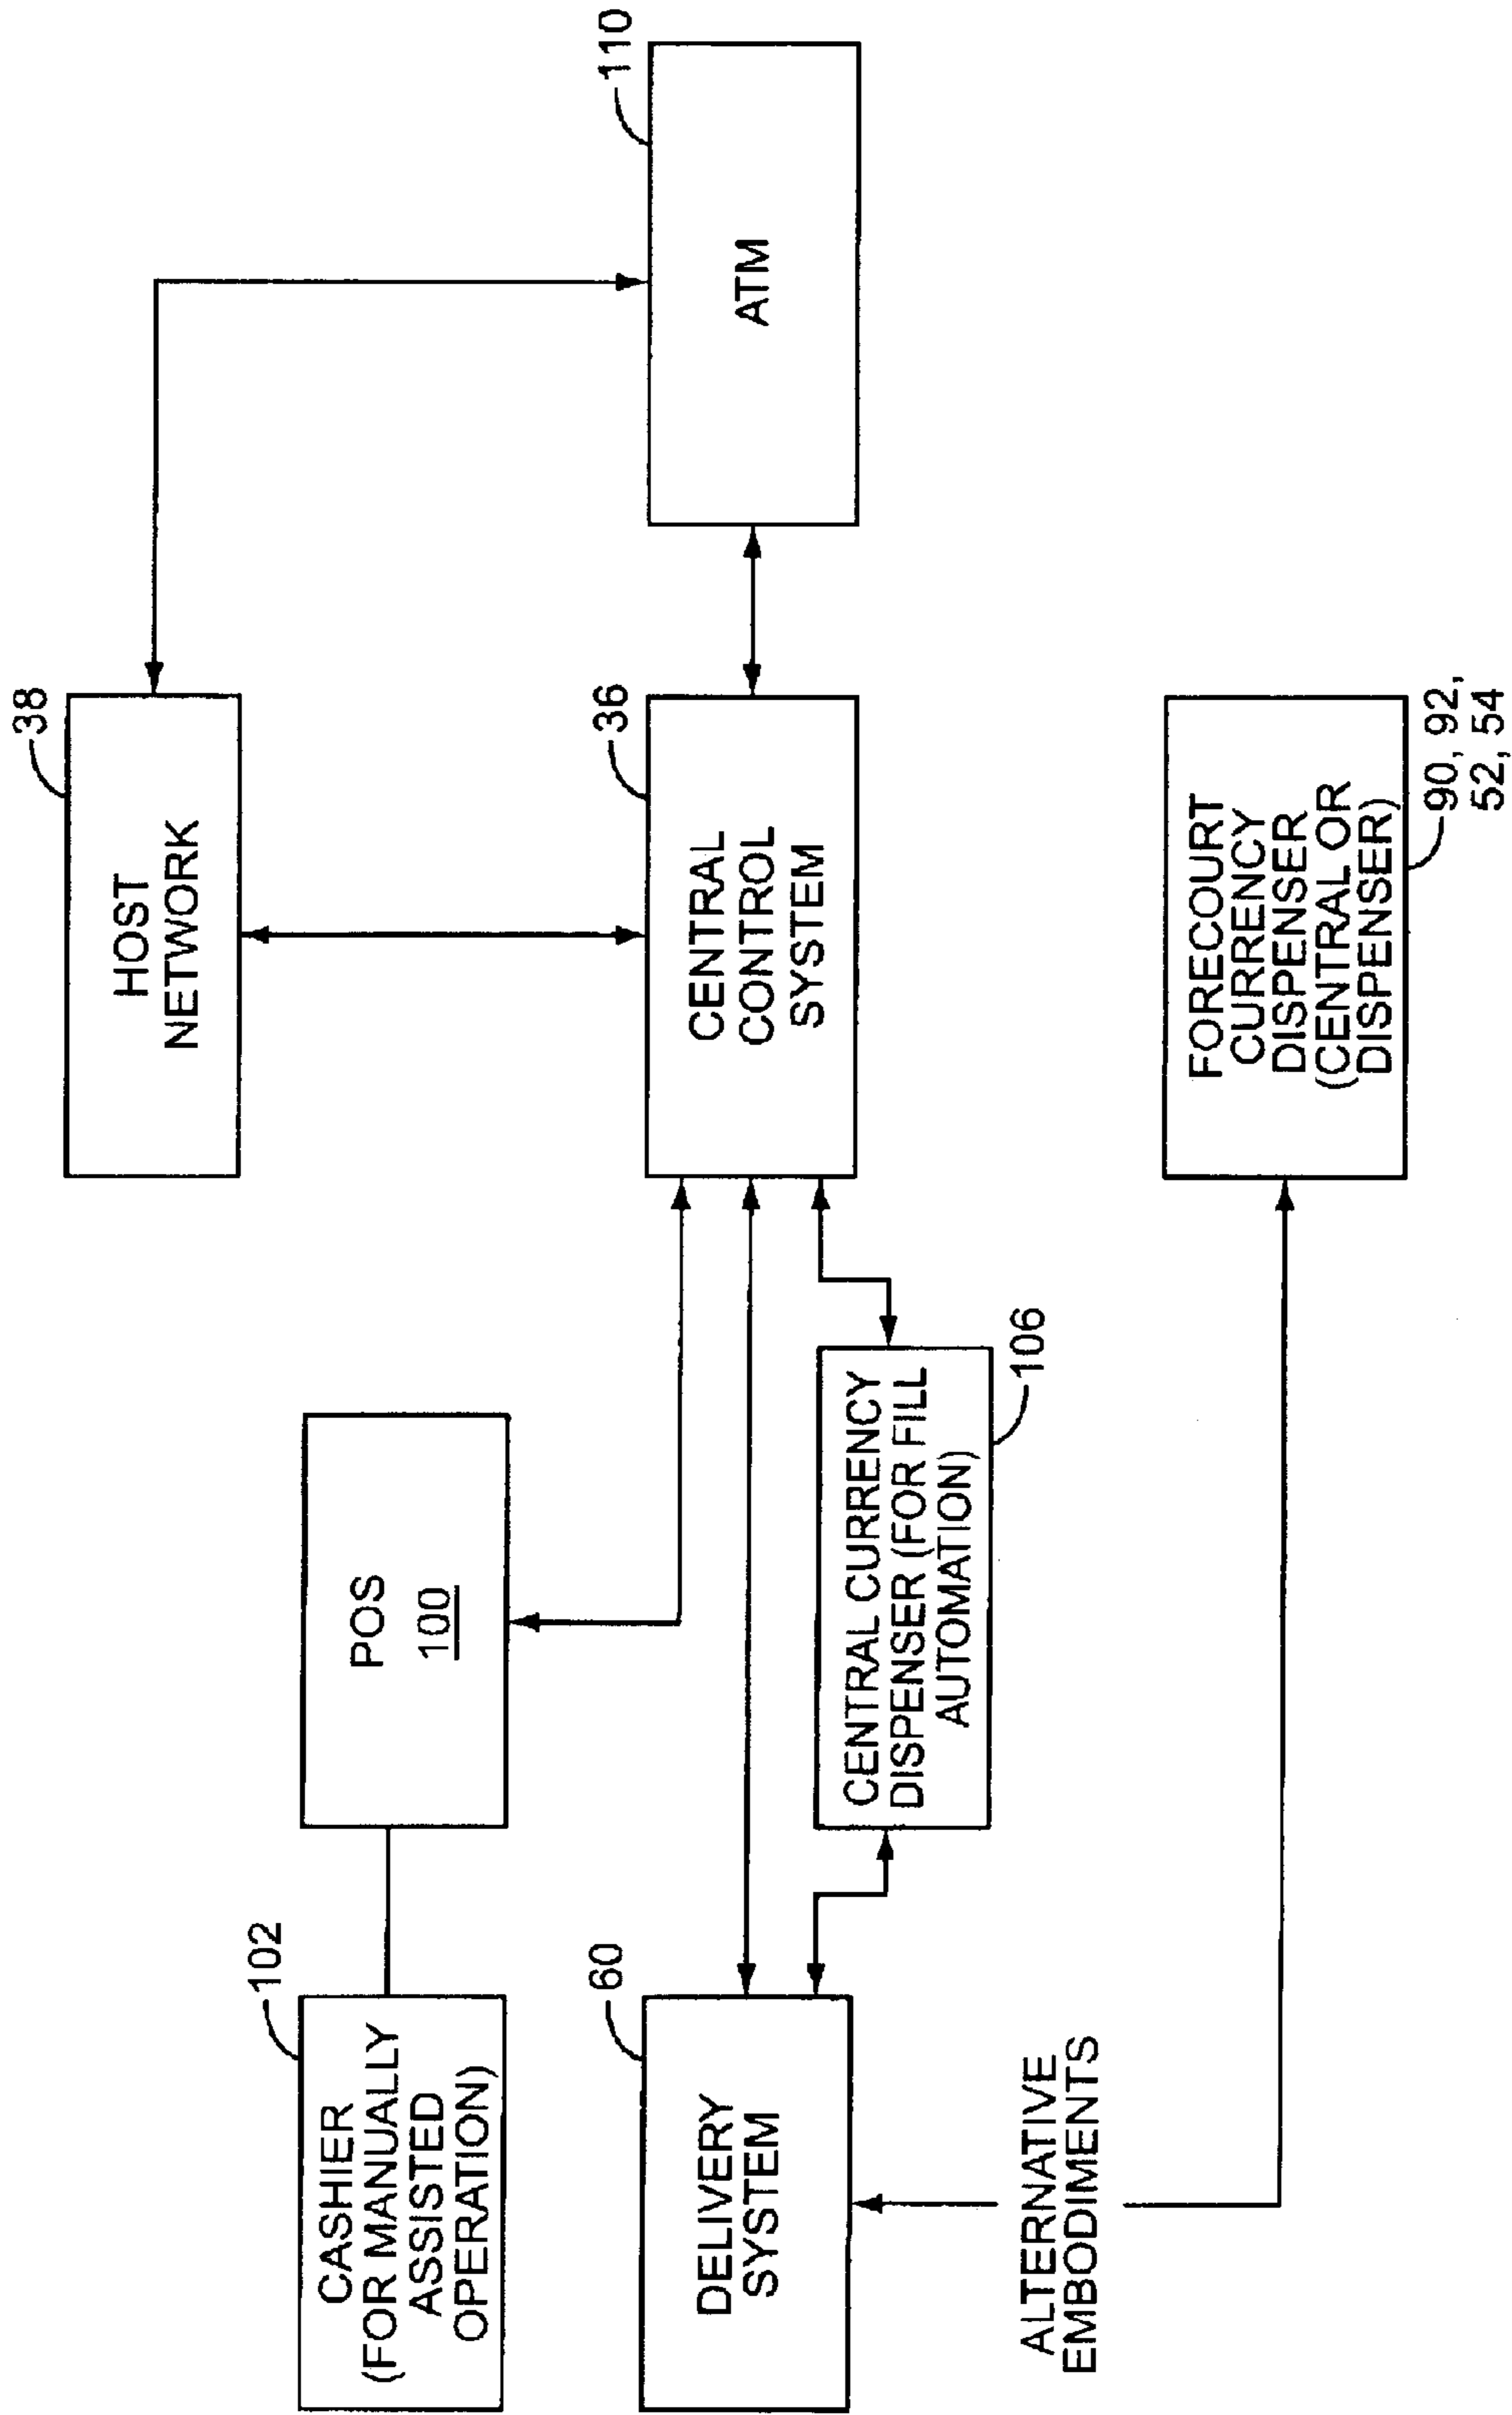 38
HOST
NETWORK
110
ATM
36
CENTRAL
CONTROL
SYSTEM
102
CASHIER
(FOR MANUALLY
ASSISTED
OPERATION)
POS
100
60
DELIVERY
SYSTEM
CENTRAL CURRENCY
DISPENSER (FOR FILL
AUTOMATION)
106
ALTERNATIVE
EMBODIMENTS
FORECOURT
CURRENCY
DISPENSER
(CENTRAL OR
DISPENSER)
90, 92,
52, 54